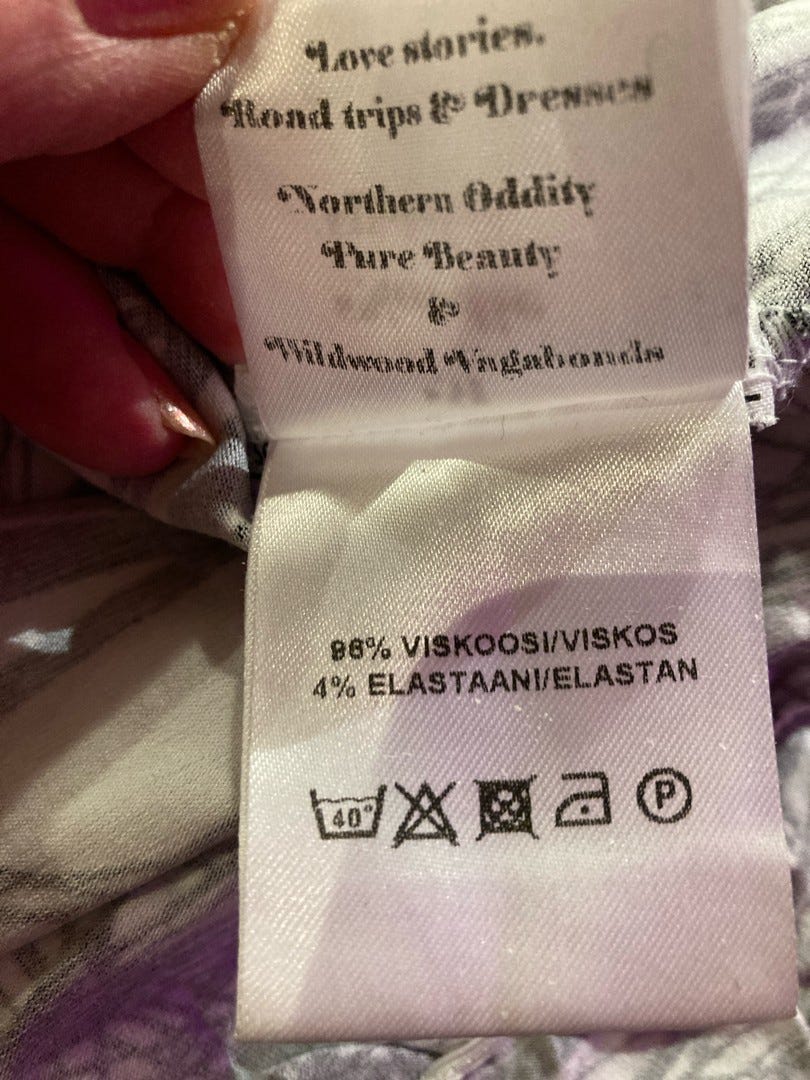 Love stories.
Road trips & Dresses
Northern Oddity
Pure Beauty
&
Wildwood Vagabonds
96% VISKOOSI/VISKOS
4% ELASTAANI/ELASTAN
40°
P